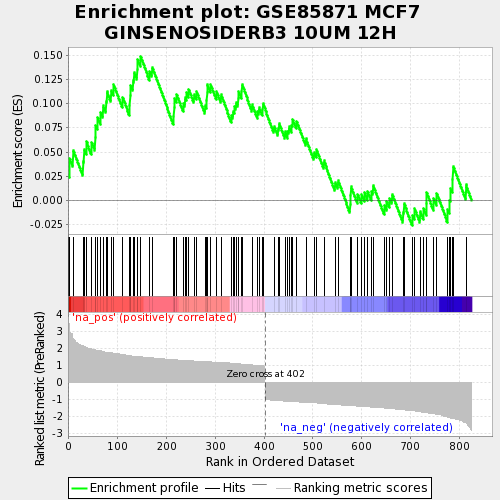 Enrichment plot: GSE85871 MCF7
GINSENOSIDERB3 10UM 12H
Enrichment score (ES)
0.150
0.125
0.100
0.075
0.050
0.025
0.000
-0.025
'na_pos' (positively correlated)
Ranked list metric (PreRanked)
4
3
2
1
0
-1
-2
-3
Zero cross at 402
'na_neg' (negatively correlated)
0 100 200 300 400 500 600 700 800
Rank in Ordered Dataset
Enrichment profile Hits Ranking metric scores